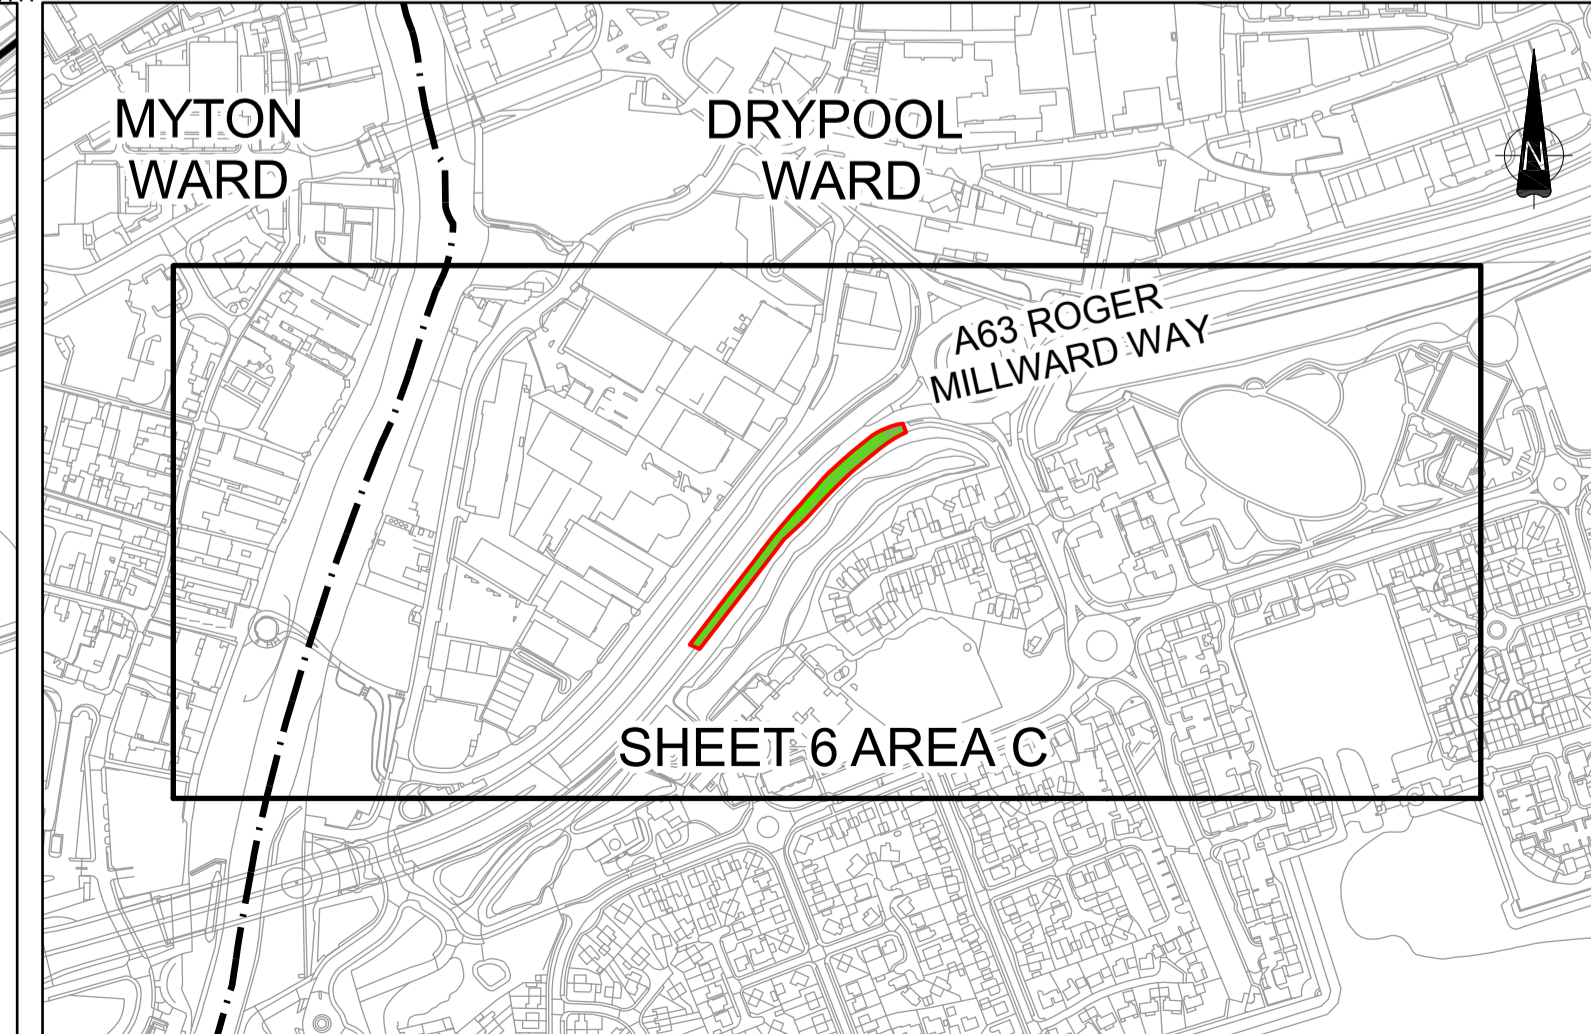 MYTON
WARD
DRYPOOL
WARD
N
A63 ROGER
MILLWARD WAY
SHEET 6 AREA C